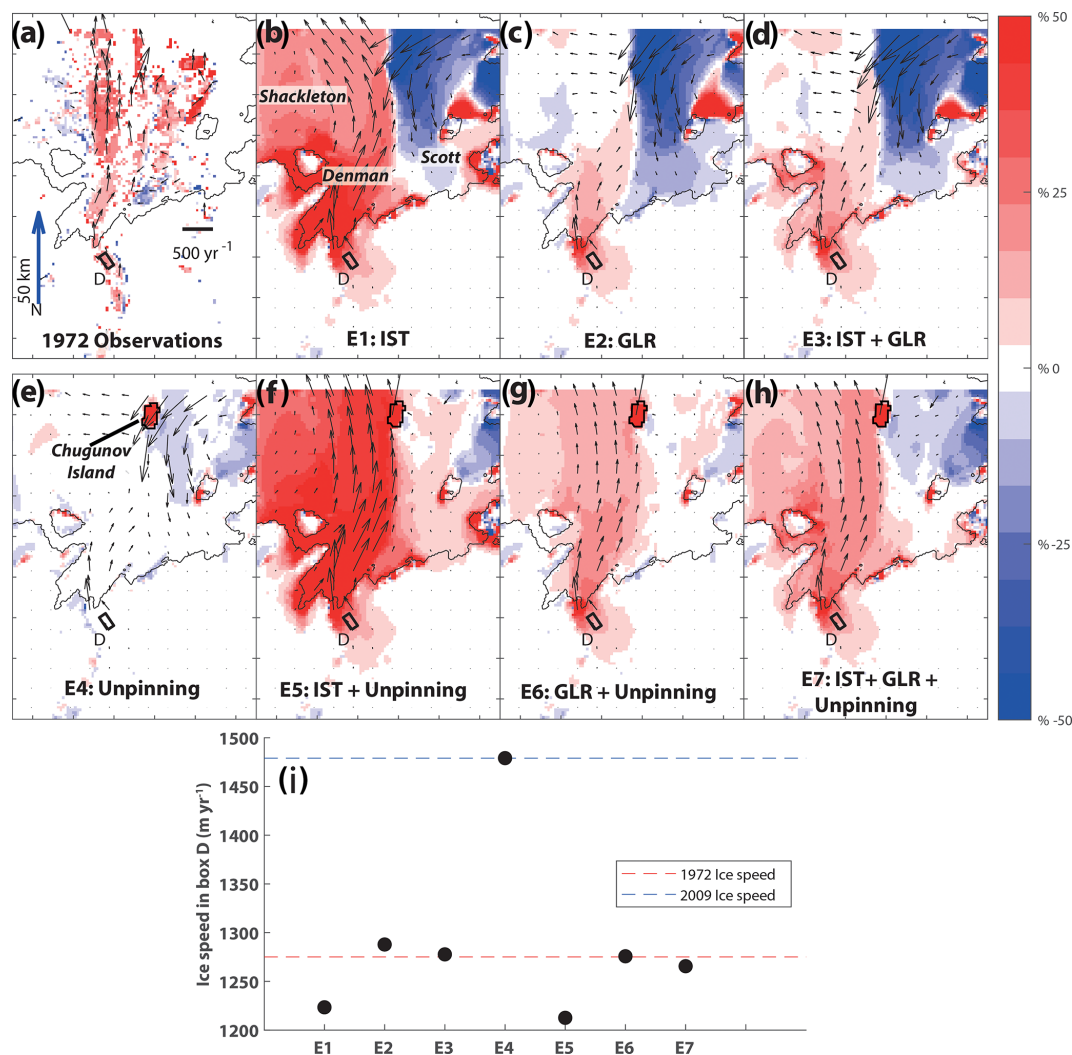 (a)
(b)
(c)
(d)
% 50
Shackleton
Scott
Denman
% 25
500 yr -1
50 km
N
D
D
D
D
1972 Observations
E1: IST
E2: GLR
E3: IST + GLR
% 0
(e)
(f)
(g)
(h)
Chugunov
Island
%-25
D
D
D
D
E4: Unpinning
E5: IST + Unpinning
E6: GLR + Unpinning
E7: IST+ GLR +
Unpinning
% -50
(i)
Ice speed in box D (m yr-1)
1500
1450
1400
1350
1300
1250
1200
1972 Ice speed
2009 Ice speed
E1
E2
E3
E4
E5
E6
E7